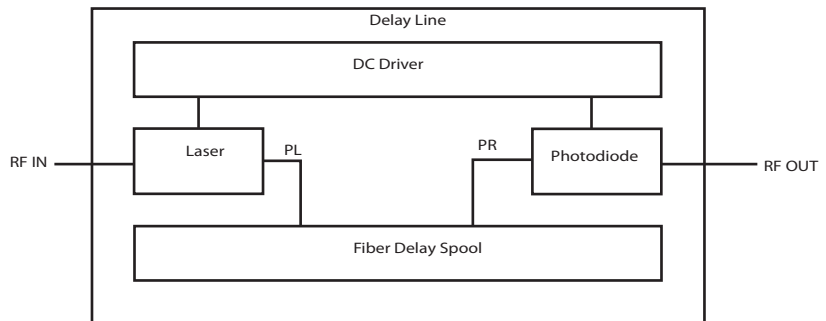 Delay Line
DC Driver
Laser
PL
PR
Photodiode
RF IN
RF OUT
Fiber Delay Spool